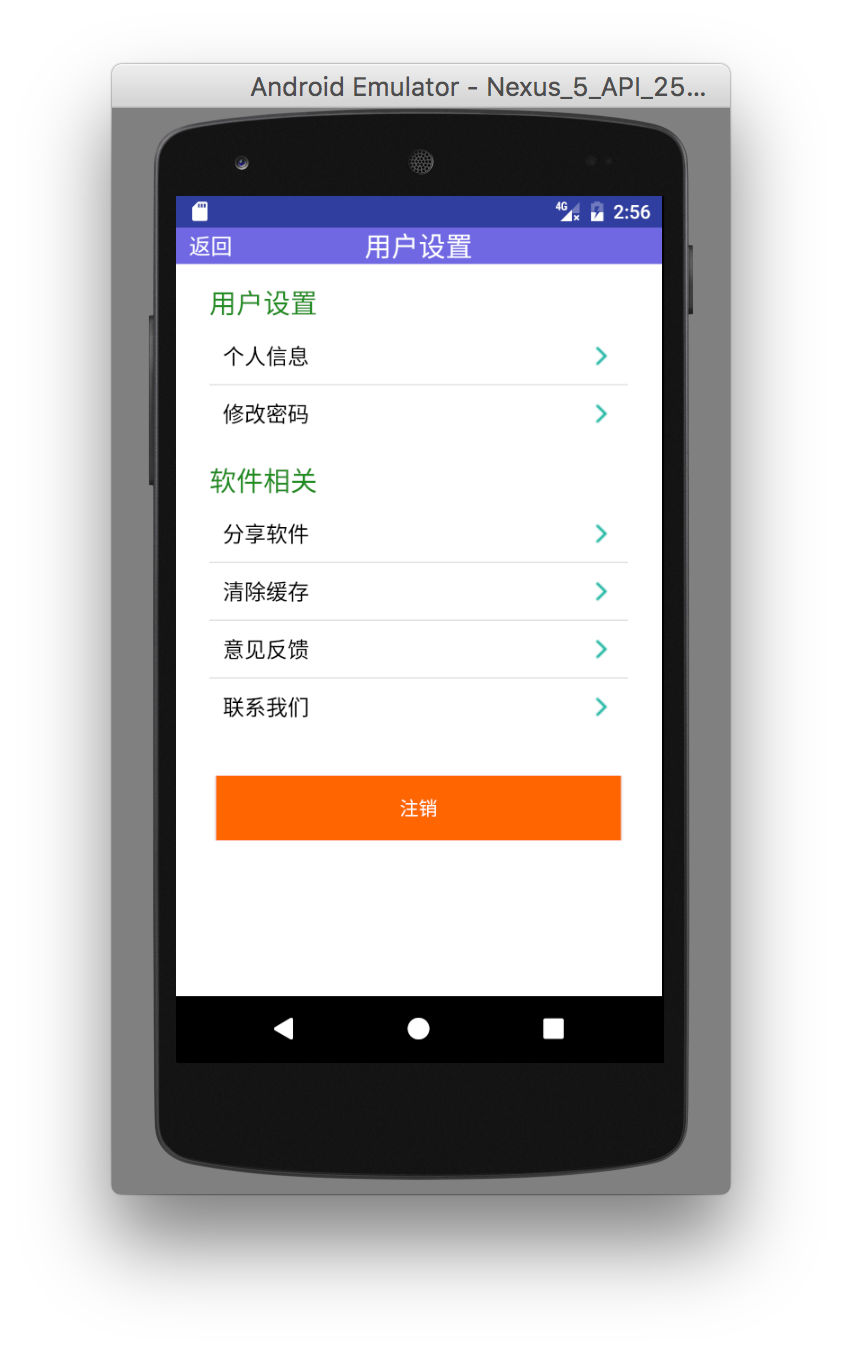 Android Emulator - Nexus_5_API_25...
4G 2:56
返回 用户设置
用户设置
个人信息
修改密码
软件相关
分享软件
清除缓存
意见反馈
联系我们
注销